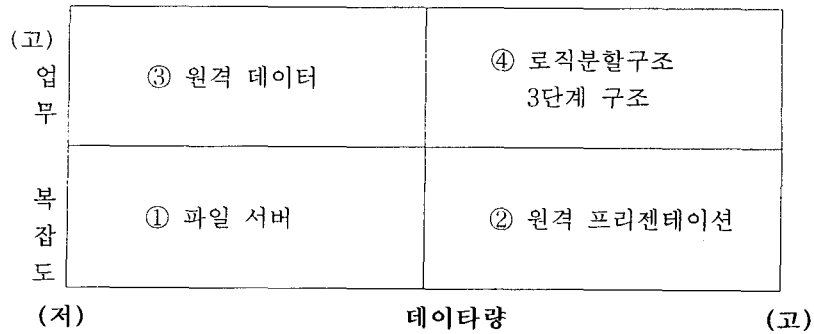 (고)
업
무
복
잡
도
③ 원격 데이터
④ 로직분할구조
3단계 구조
① 파일 서버
② 원격 프리젠테이션
(저) 데이타량 (고)